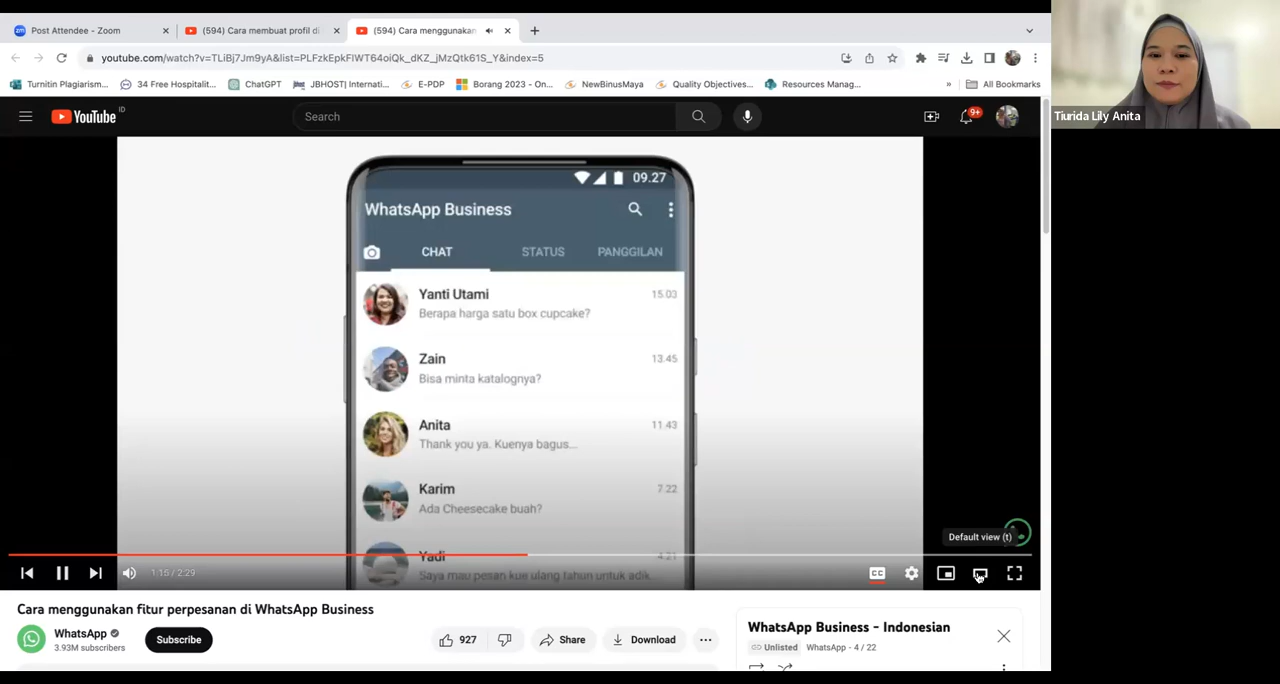 Post Attendee - Zoom
(594) Cara membuat profil di
(594) Cara menggunakan
youtube.com/watch?v=TLiBj7Jm9yA&list=PLFzkEpkFIWT64oiQk_dKZ_jMzQtk61S_Y&index=5
Turnitin Plagiarism...
34 Free Hospitalit...
ChatGPT
JBHOST| Internati...
E-PDP
Borang 2023 - On...
NewBinusMaya
Quality Objectives...
Resources Manag...
»
All Bookmarks
YouTube ID
Search
9+
Tiurida Lily Anita
09.27
WhatsApp Business
CHAT STATUS PANGGILAN
Yanti Utami 15.03
Berapa harga satu box cupcake?
Zain 13.45
Bisa minta katalognya?
Anita 11.43
Thank you ya. Kuenya bagus...
Karim 7.22
Ada Cheesecake buah?
Yadi 4.21
Saya mau pesan kue ulang tahun untuk adik...
Default view (t)
1:15 / 2:29
CC
Cara menggunakan fitur perpesanan di WhatsApp Business
WhatsApp
3.93M subscribers
Subscribe
927
Share
Download
WhatsApp Business - Indonesian
Unlisted WhatsApp - 4 / 22